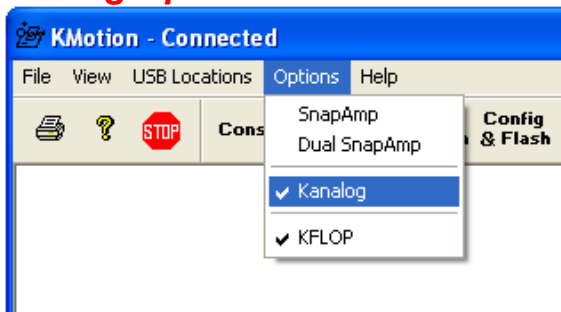 KMotion - Connected
File View USB Locations Options Help
STOP Cons Config
& Flash
SnapAmp
Dual SnapAmp
Kanalog
KFLOP